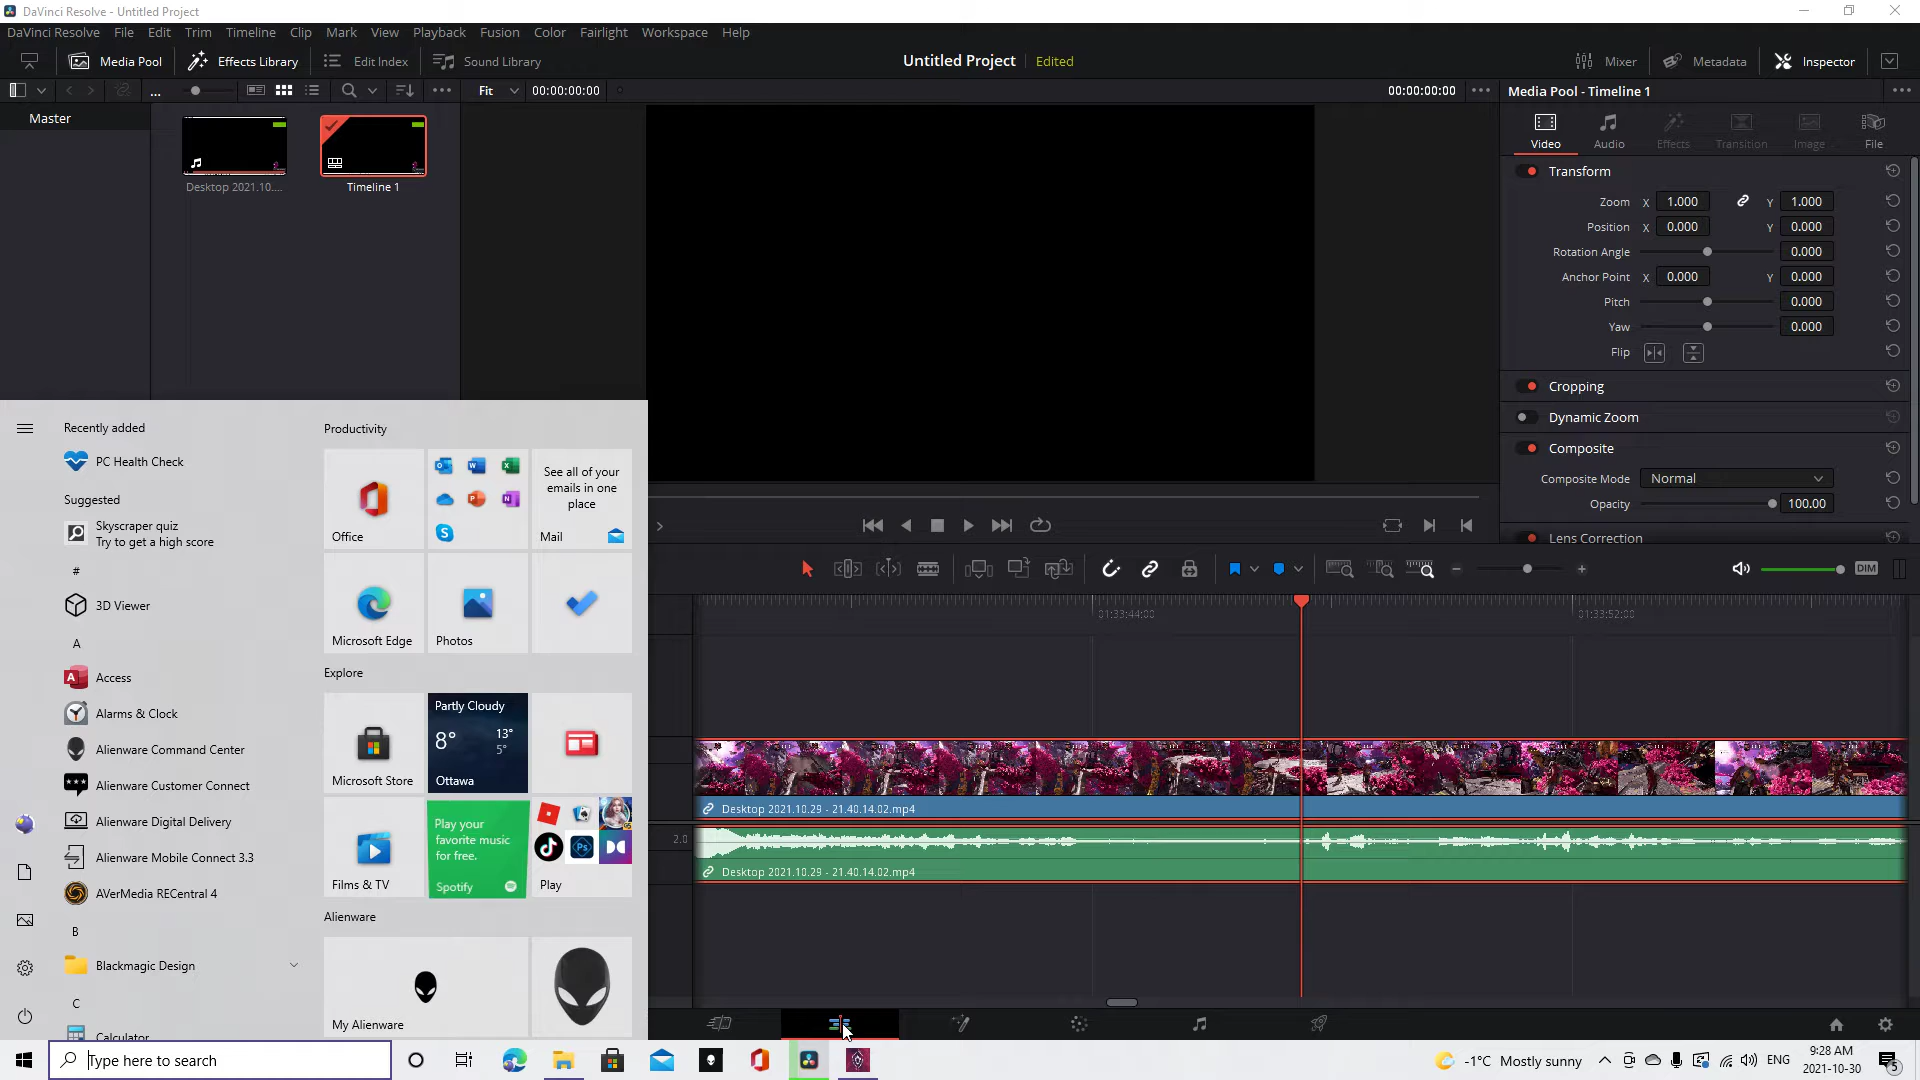 DaVinci Resolve - Untitled Project
DaVinci Resolve File Edit Trim Timeline Clip Mark View Playback Fusion Color Fairlight Workspace Help
Media Pool Effects Library Edit Index Sound Library
Untitled Project Edited
Mixer Metadata Inspector
... Fit 00:00:00:00
00:00:00:00
Media Pool - Timeline 1
Master
Desktop 2021.10....
Timeline 1
Video Audio Effects Transition Image File
Transform
Zoom X 1.000 Y 1.000
Position X 0.000 Y 0.000
Rotation Angle 0.000
Anchor Point X 0.000 Y 0.000
Pitch 0.000
Yaw 0.000
Flip
Cropping
Dynamic Zoom
Composite
Composite Mode Normal
Opacity 100.00
Lens Correction
DIM
01:33:44:00
01:33:52:00
Desktop 2021.10.29 - 21.40.14.02.mp4
2.0
Desktop 2021.10.29 - 21.40.14.02.mp4
Recently added
PC Health Check
Suggested
Skyscraper quiz
Try to get a high score
#
3D Viewer
A
Access
Alarms & Clock
Alienware Command Center
Alienware Customer Connect
Alienware Digital Delivery
Alienware Mobile Connect 3.3
AVerMedia RECentral 4
B
Blackmagic Design
C
Calculator
Productivity
Office
See all of your
emails in one
place
Mail
Microsoft Edge
Photos
Explore
Microsoft Store
Partly Cloudy
8° 13°
5°
Ottawa
Films & TV
Play your
favorite music
for free.
Spotify
Play
Alienware
My Alienware
Type here to search
-1°C Mostly sunny
ENG
9:28 AM
2021-10-30
5